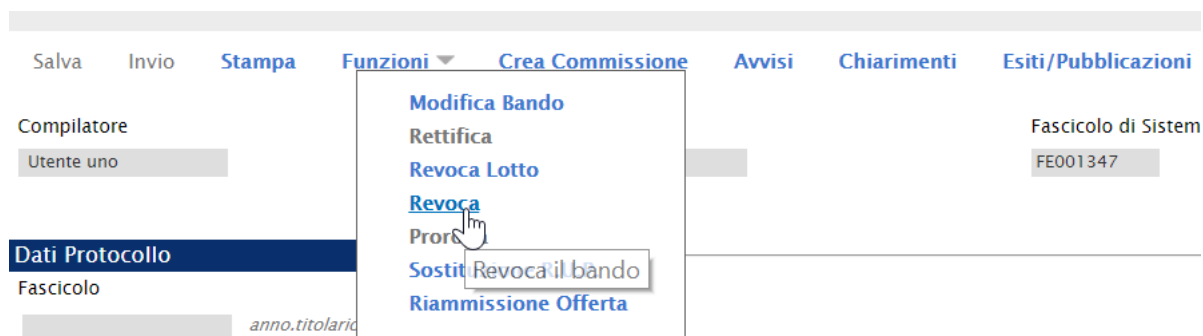 Salva Invio Stampa Funzioni Crea Commissione Avvisi Chiarimenti Esiti/Pubblicazioni
Modifica Bando
Compilatore
Fascicolo di Sistem
Rettifica
Utente uno
FE001347
Revoca Lotto
Revoca
Dati Protocollo
Revoca il bando
Fascicolo
Riammissione Offerta
anno.titolario